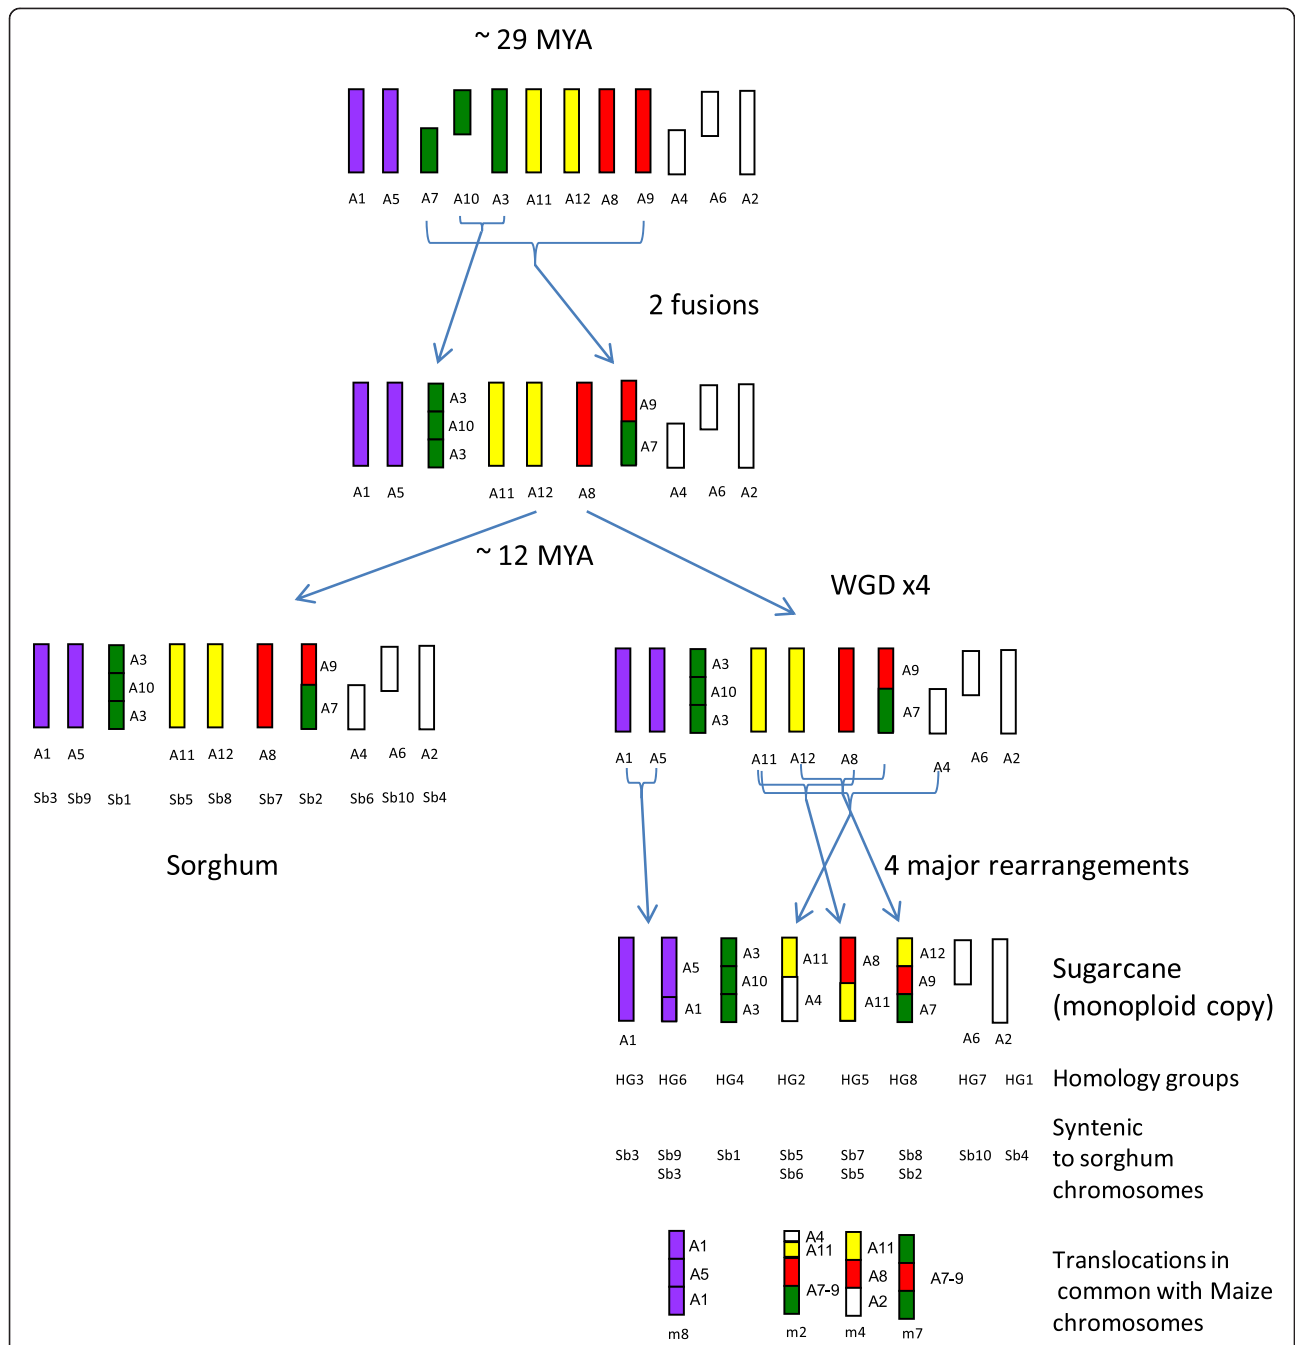 ~ 29 MYA
A1 A5 A7 A10 A3 A11 A12 A8 A9 A4 A6 A2
2 fusions
A3
A10
A3
A9
A7
A1 A5 A11 A12 A8 A4 A6 A2
~ 12 MYA
WGD x4
A3
A10
A3
A9
A7
A1 A5 A11 A12 A8 A4 A6 A2
Sb3 Sb9 Sb1 Sb5 Sb8 Sb7 Sb2 Sb6 Sb10 Sb4
Sorghum
A3
A10
A3
A9
A7
A1 A5 A11 A12 A8 A4 A6 A2
4 major rearrangements
A5
A1
A3
A10
A3
A11
A4
A8
A11
A12
A9
A7
A1 A6 A2
Sugarcane
(monoploid copy)
HG3 HG6 HG4 HG2 HG5 HG8 HG7 HG1 Homology groups
Sb3 Sb9 Sb1 Sb5 Sb7 Sb8 Sb10 Sb4
Sb3 Sb6 Sb5 Sb2
Syntenic
to sorghum
chromosomes
A1
A5
A1
A4
A11
A7-9
A11
A8
A2
A7-9
m8 m2 m4 m7
Translocations in
common with Maize
chromosomes